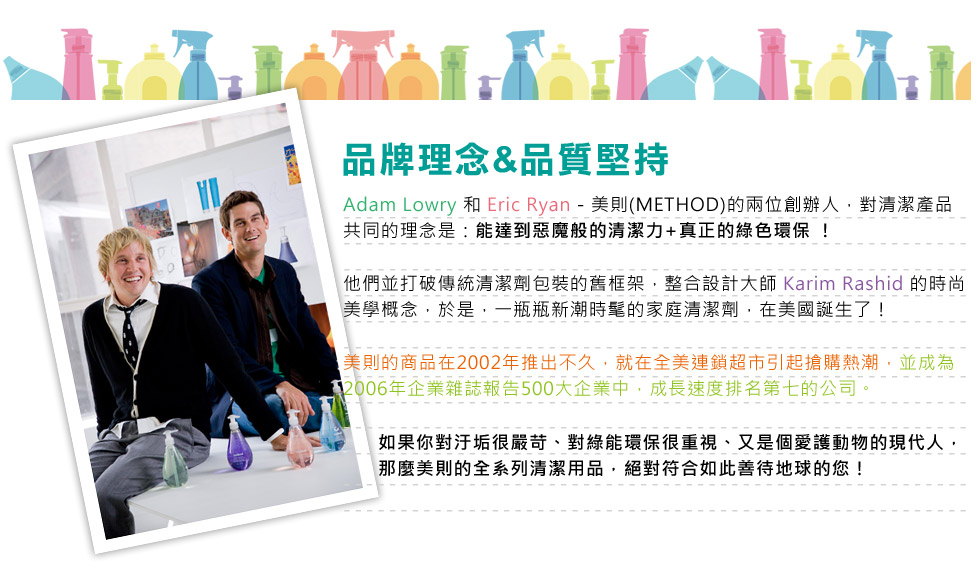 品牌理念&品質堅持
Adam Lowry 和 Eric Ryan - 美則(METHOD)的兩位創辦人，對清潔產品
共同的理念是：能達到惡魔般的清潔力+真正的綠色環保 ！
他們並打破傳統清潔劑包裝的舊框架，整合設計大師 Karim Rashid 的時尚
美學概念，於是，一瓶瓶新潮時髦的家庭清潔劑，在美國誕生了！
美則的商品在2002年推出不久，就在全美連鎖超市引起搶購熱潮，並成為
2006年企業雜誌報告500大企業中，成長速度排名第七的公司。
如果你對汙垢很嚴苛、對綠能環保很重視、又是個愛護動物的現代人，
那麼美則的全系列清潔用品，絕對符合如此善待地球的您！